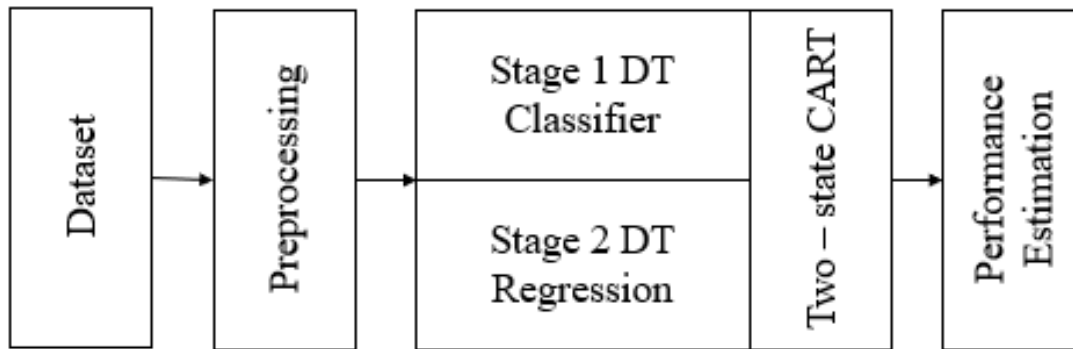 Dataset
Preprocessing
Stage 1 DT
Classifier
Stage 2 DT
Regression
Two – state CART
Performance
Estimation